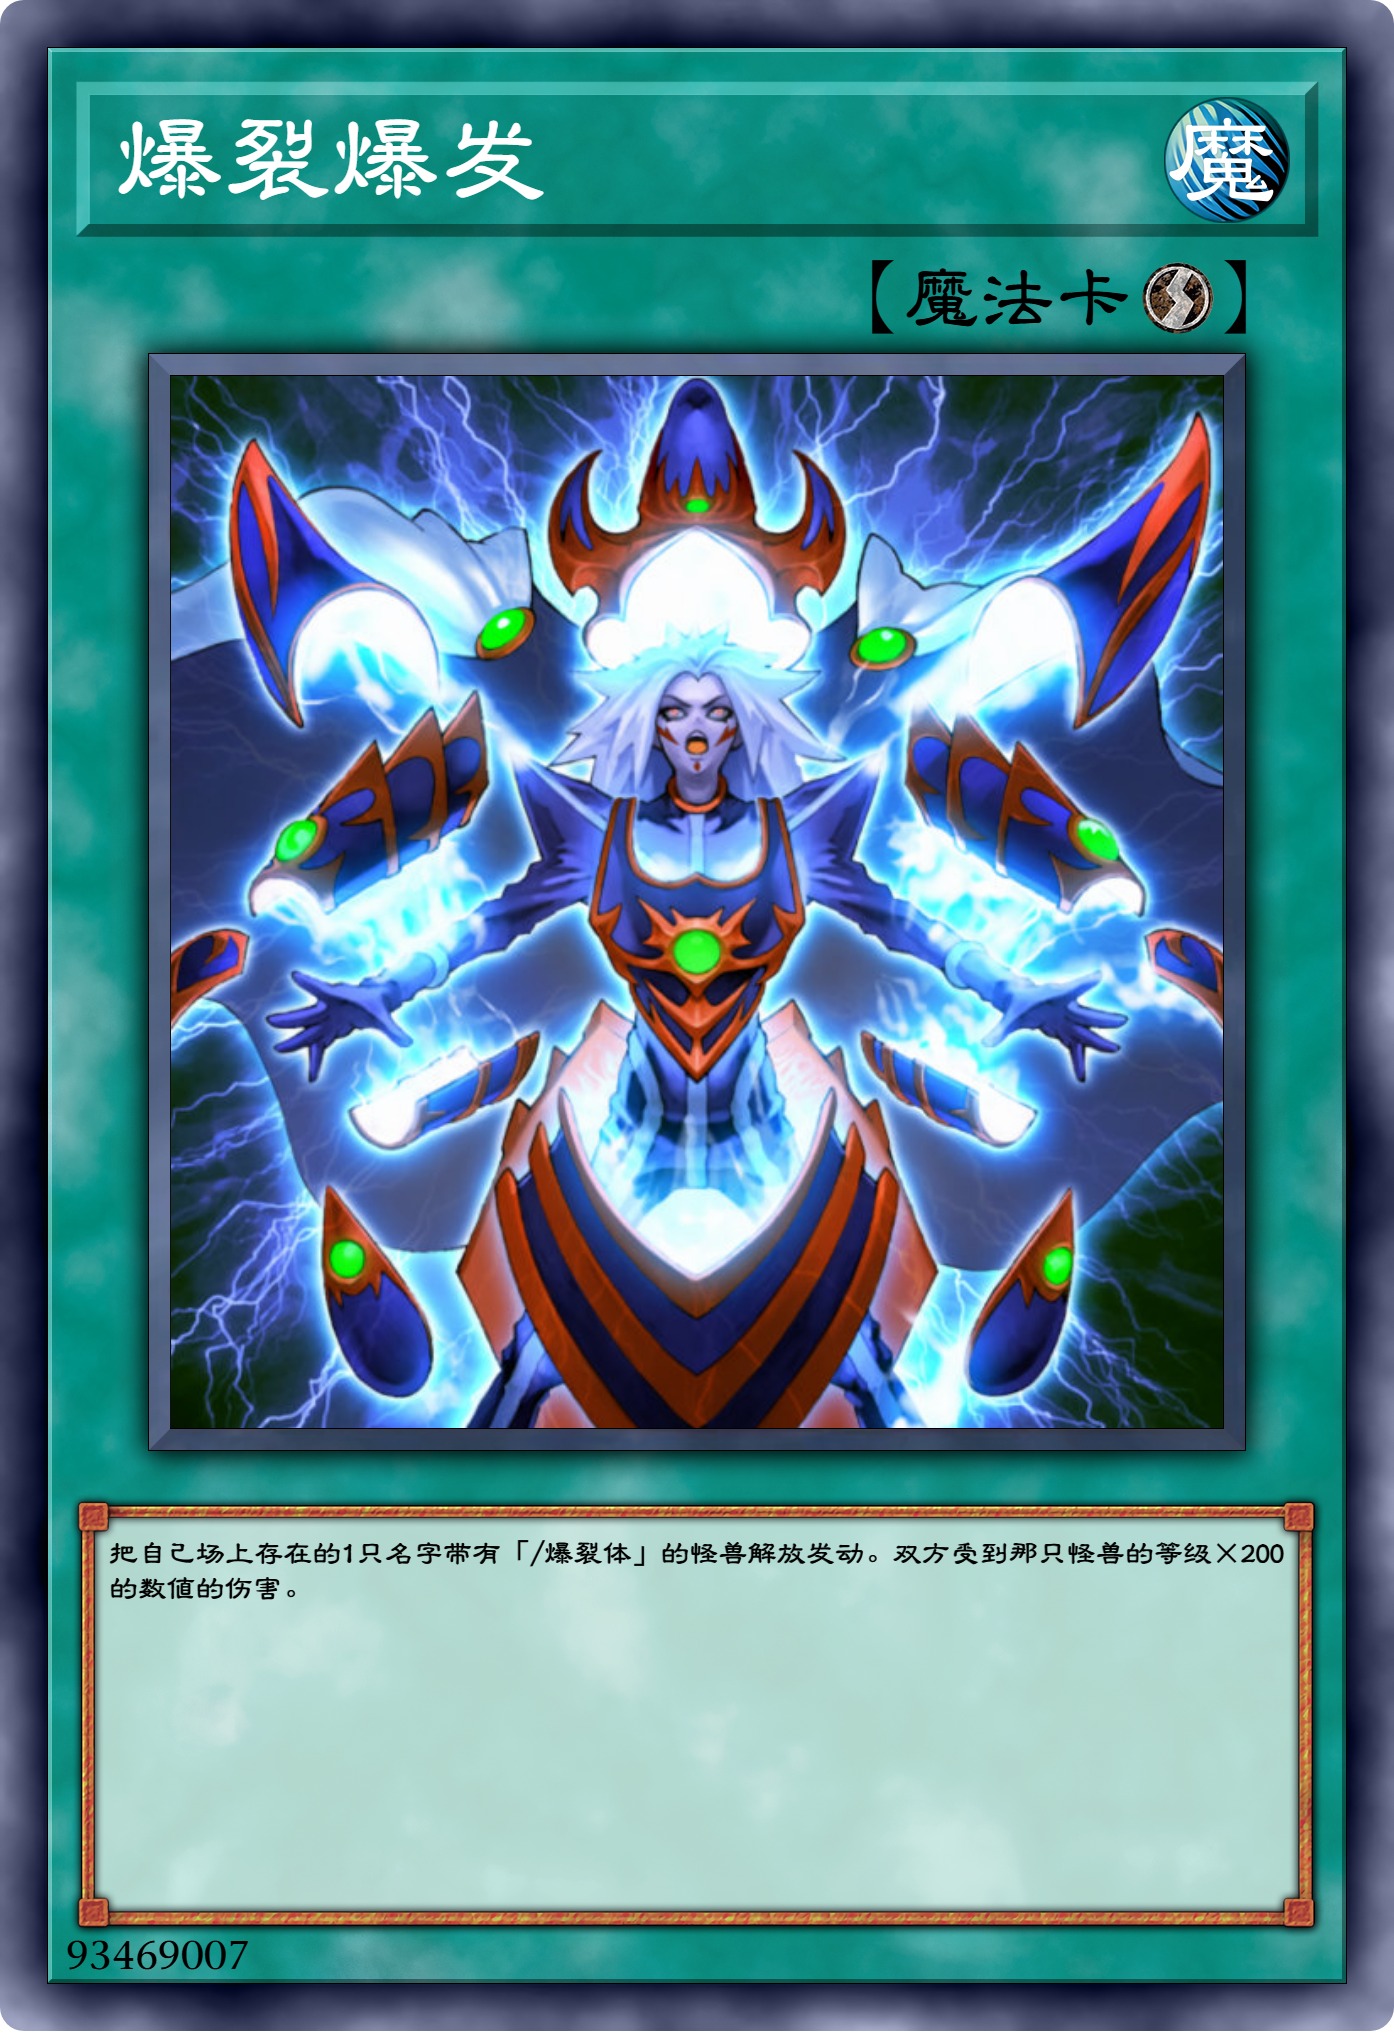 爆裂爆发
魔
【魔法卡】
把自己场上存在的1只名字带有「/爆裂体」的怪兽解放发动。双方受到那只怪兽的等级×200
的数值的伤害。
93469007